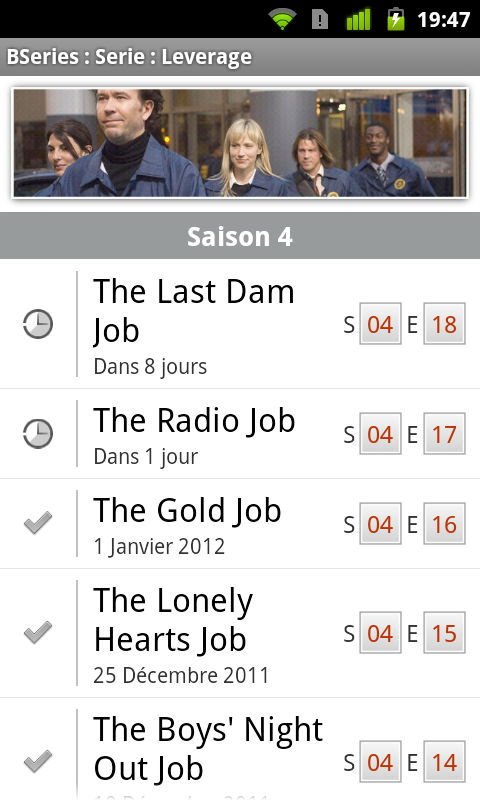 19:47
BSeries : Serie : Leverage
Saison 4
The Last Dam
Job
Dans 8 jours
S 04 E 18
The Radio Job
Dans 1 jour
S 04 E 17
The Gold Job
1 Janvier 2012
S 04 E 16
The Lonely
Hearts Job
25 Décembre 2011
S 04 E 15
The Boys' Night
Out Job
S 04 E 14